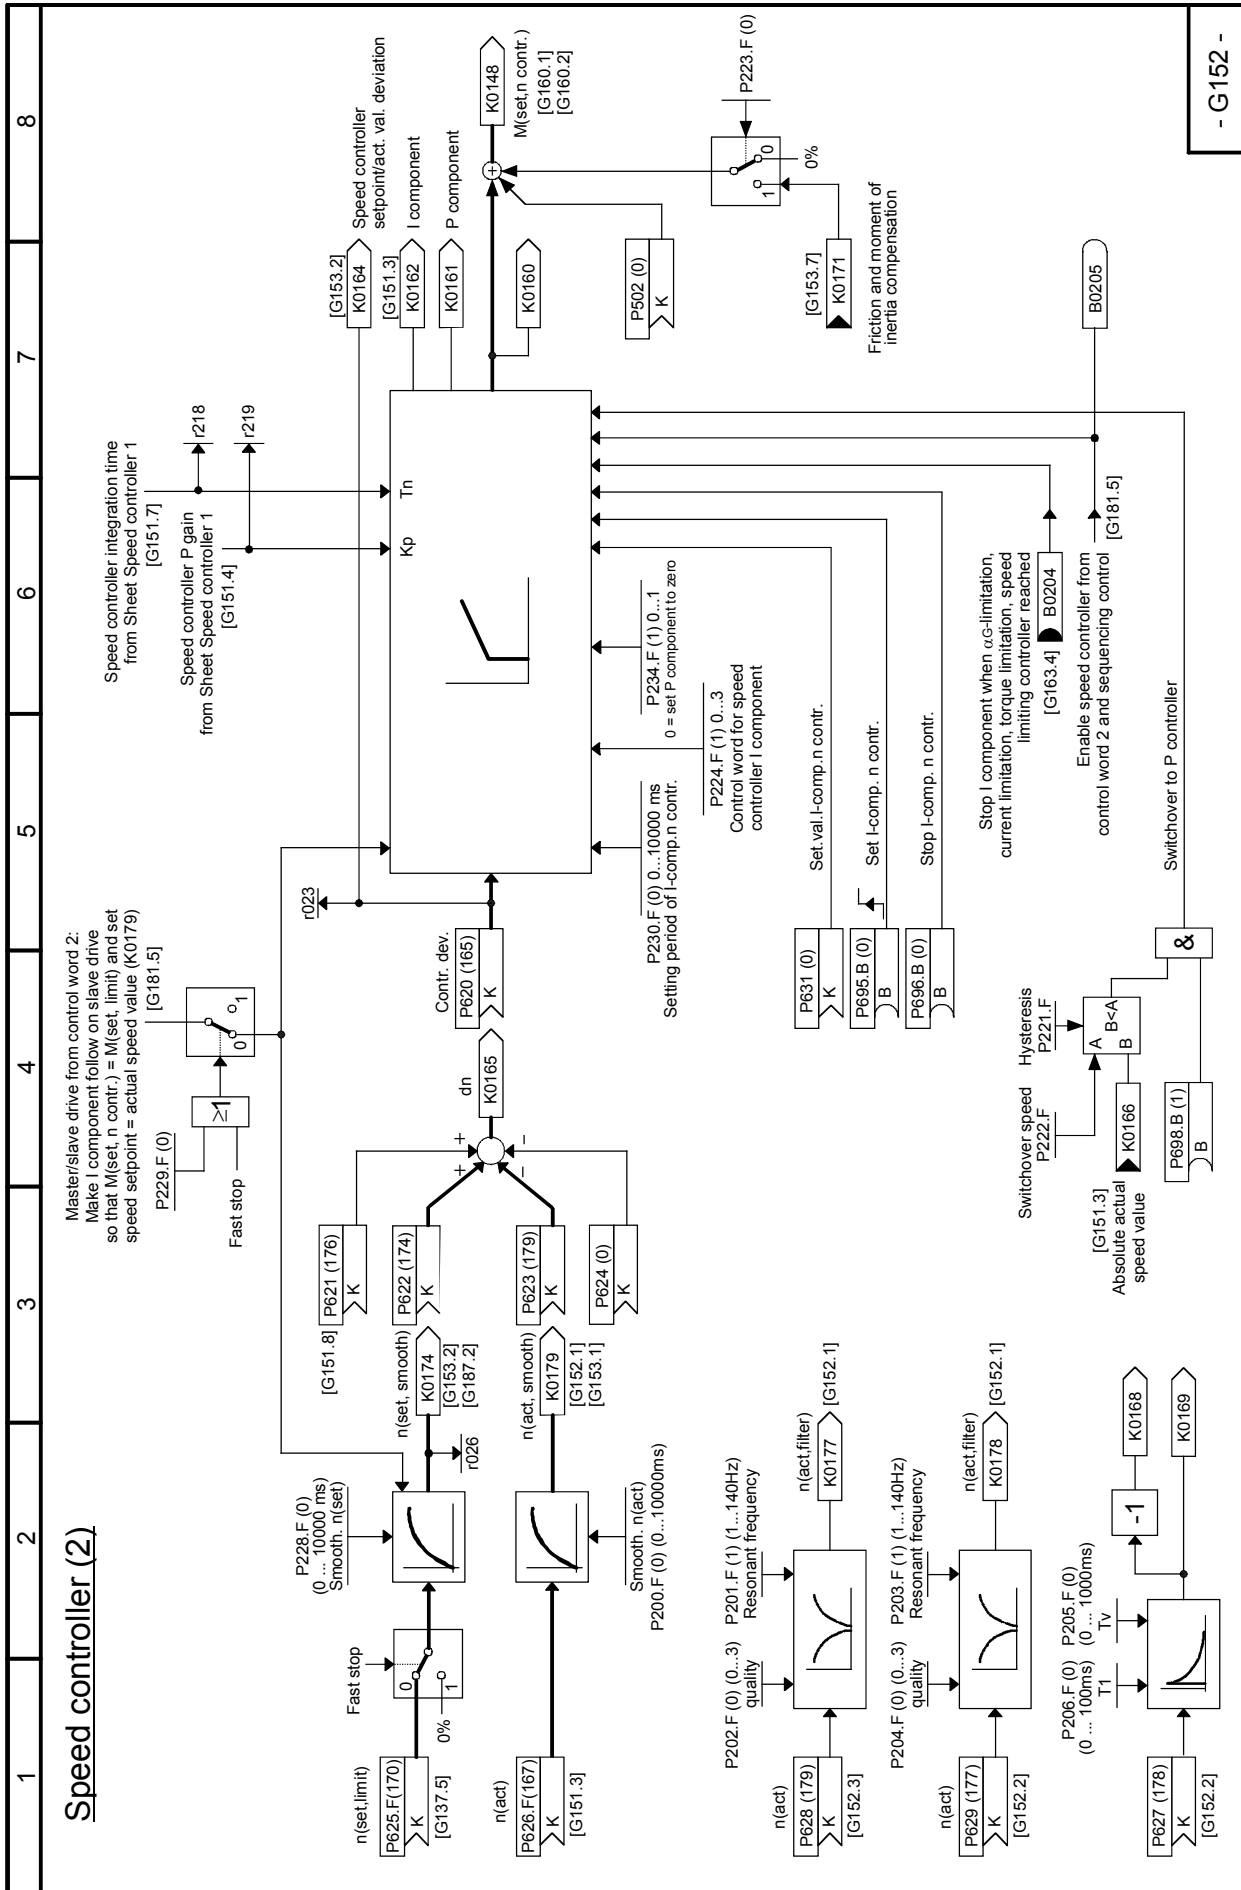 Speed controller (2)
1
2
3
4
5
6
7
8
n(set,limit)
P625.F(170)
K
[G137.5]
Fast stop
0
1
0%
P228.F (0)
(0 ... 10000 ms)
Smooth. n(set)
r026
n(set, smooth)
K0174
[G153.2]
[G187.2]
n(act)
P626.F(167)
K
[G151.3]
Smooth. n(act)
P200.F (0) (0...10000ms)
n(act, smooth)
K0179
[G152.1]
[G153.1]
[G151.8]
P621 (176)
K
P622 (174)
K
P623 (179)
K
P624 (0)
K
+
+
–
–
dn
K0165
Master/slave drive from control word 2:
Make I component follow on slave drive
so that M(set, n contr.) = M(set, limit) and set
speed setpoint = actual speed value (K0179)
[G181.5]
P229.F (0)
Fast stop
≥1
0
1
Contr. dev.
P620 (165)
K
r023
Speed controller integration time
from Sheet Speed controller 1
[G151.7]
r218
Speed controller P gain
from Sheet Speed controller 1
[G151.4]
r219
Kp
Tn
[G153.2]
K0164
Speed controller
setpoint/act. val. deviation
[G151.3]
K0162
I component
K0161
P component
K0160
+
K0148
M(set,n contr.)
[G160.1]
[G160.2]
P502 (0)
K
P223.F (0)
1
0
0%
[G153.7]
K0171
Friction and moment of
inertia compensation
P230.F (0) 0...10000 ms
Setting period of I-comp.n contr.
P224.F (1) 0...3
Control word for speed
controller I component
P234.F (1) 0...1
0 = set P component to zero
P631 (0)
K
Set.val.I-comp.n contr.
P695.B (0)
B
Set I-comp. n contr.
P696.B (0)
B
Stop I-comp. n contr.
Stop I component when αG-limitation,
current limitation, torque limitation, speed
limiting controller reached
[G163.4]
B0204
Enable speed controller from
control word 2 and sequencing control
[G181.5]
B0205
Switchover to P controller
Switchover speed
P222.F
Hysteresis
P221.F
A
B<A
B
[G151.3]
K0166
Absolute actual
speed value
P698.B (1)
B
&
n(act)
P628 (179)
K
[G152.3]
P202.F (0) (0...3)
quality
P201.F (1) (1...140Hz)
Resonant frequency
n(act,filter)
K0177
[G152.1]
n(act)
P629 (177)
K
[G152.2]
P204.F (0) (0...3)
quality
P203.F (1) (1...140Hz)
Resonant frequency
n(act,filter)
K0178
[G152.1]
P627 (178)
K
[G152.2]
P206.F (0)
(0 ... 100ms)
T1
P205.F (0)
(0 ... 1000ms)
Tv
-1
K0168
K0169
- G152 -